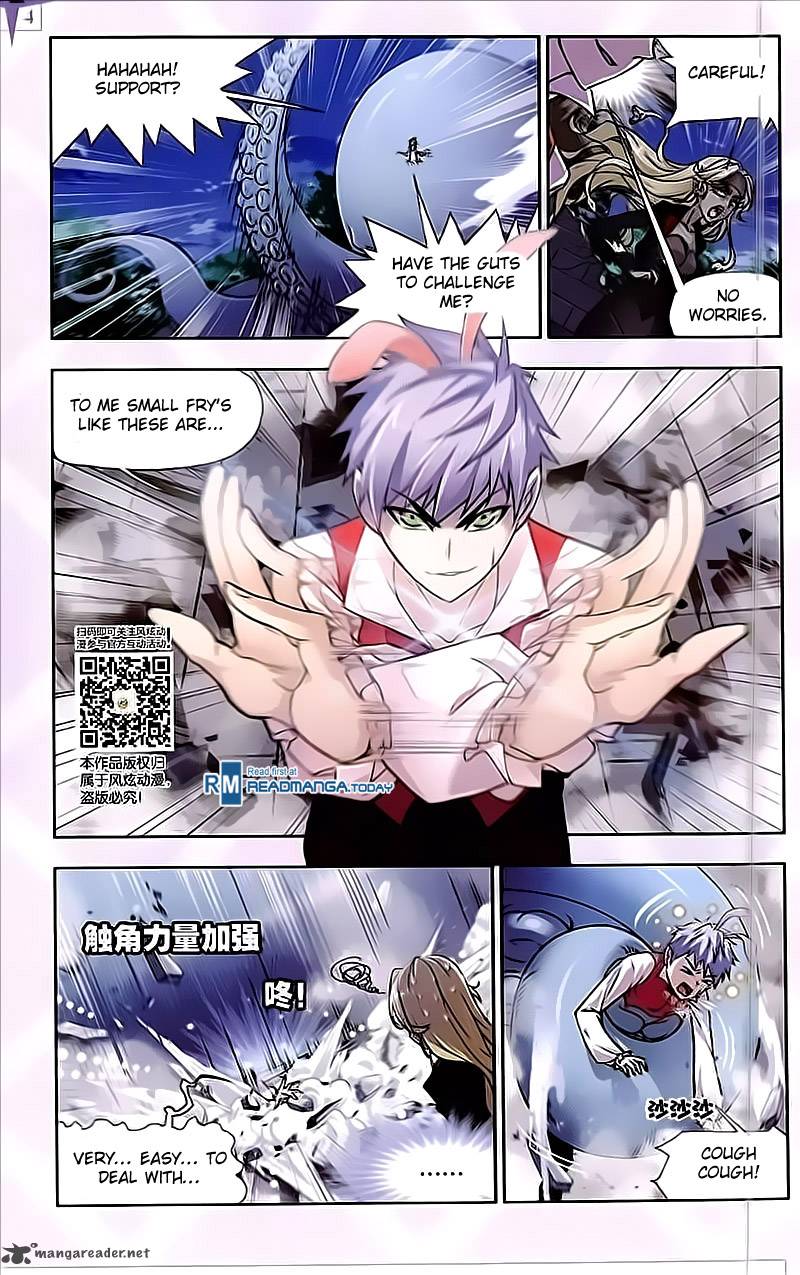 1
HAHAHAH!
SUPPORT?
CAREFUL!
HAVE THE GUTS
TO CHALLENGE
ME?
NO
WORRIES.
TO ME SMALL FRY'S
LIKE THESE ARE...
扫码即可关注风炫动
漫参与官方互动活动!
本作品版权归
属于风炫动漫,
盗版必究!
RM Read first at
READMANGA.TODAY
触角力量加强
咚!
VERY... EASY... TO
DEAL WITH...
......
沙沙沙
COUGH
COUGH!
mangareader.net